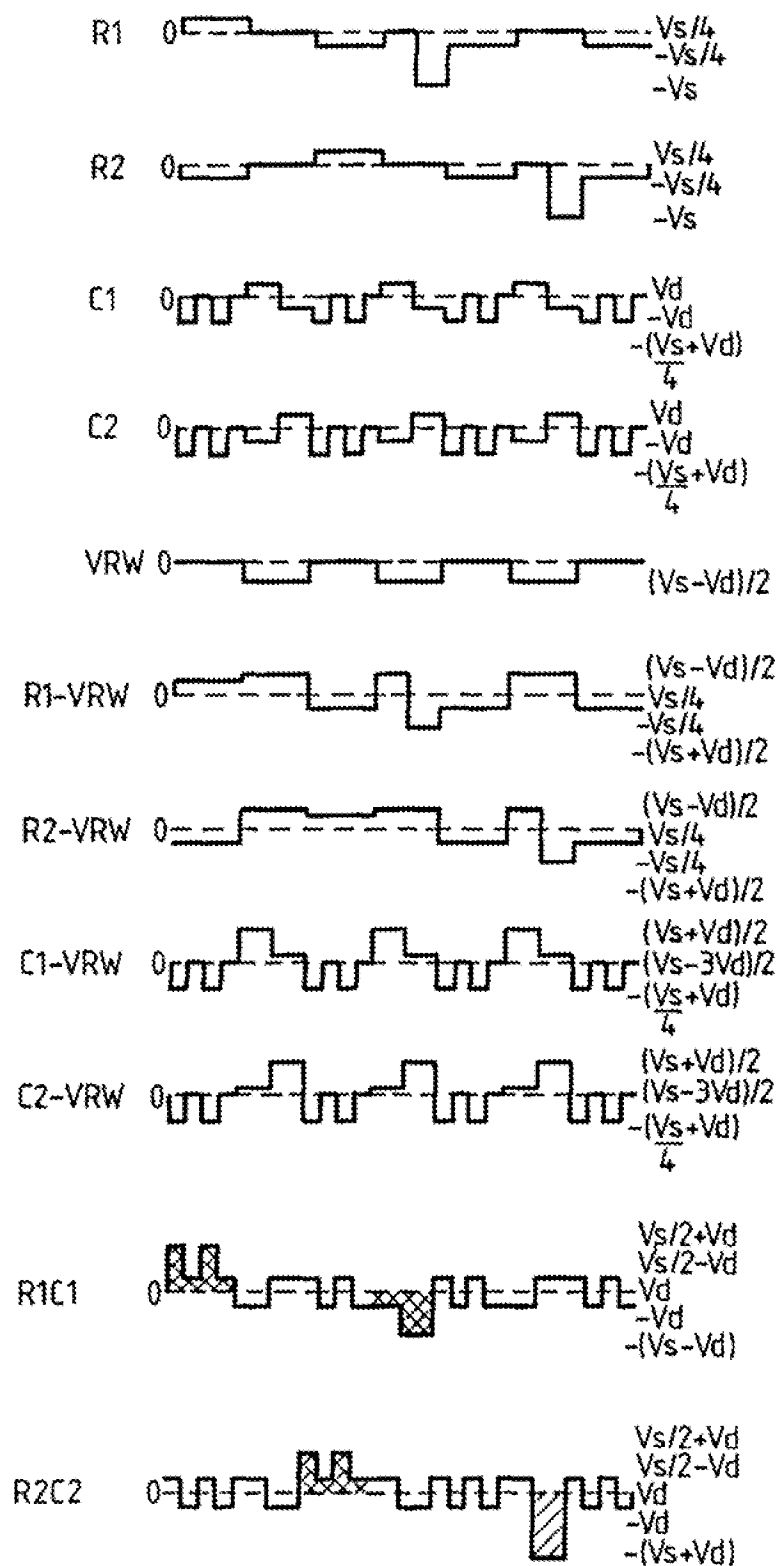 R1 0 Vs/4
-Vs/4
-Vs
R2 0 Vs/4
-Vs/4
-Vs
C1 0 Vd
-Vd
-(Vs+Vd)
4
C2 0 Vd
-Vd
-(Vs+Vd)
4
VRW 0 (Vs-Vd)/2
R1-VRW 0 (Vs-Vd)/2
Vs/4
-Vs/4
-(Vs+Vd)/2
R2-VRW 0 (Vs-Vd)/2
Vs/4
-Vs/4
-(Vs+Vd)/2
C1-VRW 0 (Vs+Vd)/2
(Vs-3Vd)/2
-(Vs+Vd)
4
C2-VRW 0 (Vs+Vd)/2
(Vs-3Vd)/2
-(Vs+Vd)
4
R1C1 0 Vs/2+Vd
Vs/2-Vd
Vd
-Vd
-(Vs-Vd)
R2C2 0 Vs/2+Vd
Vs/2-Vd
Vd
-Vd
-(Vs+Vd)